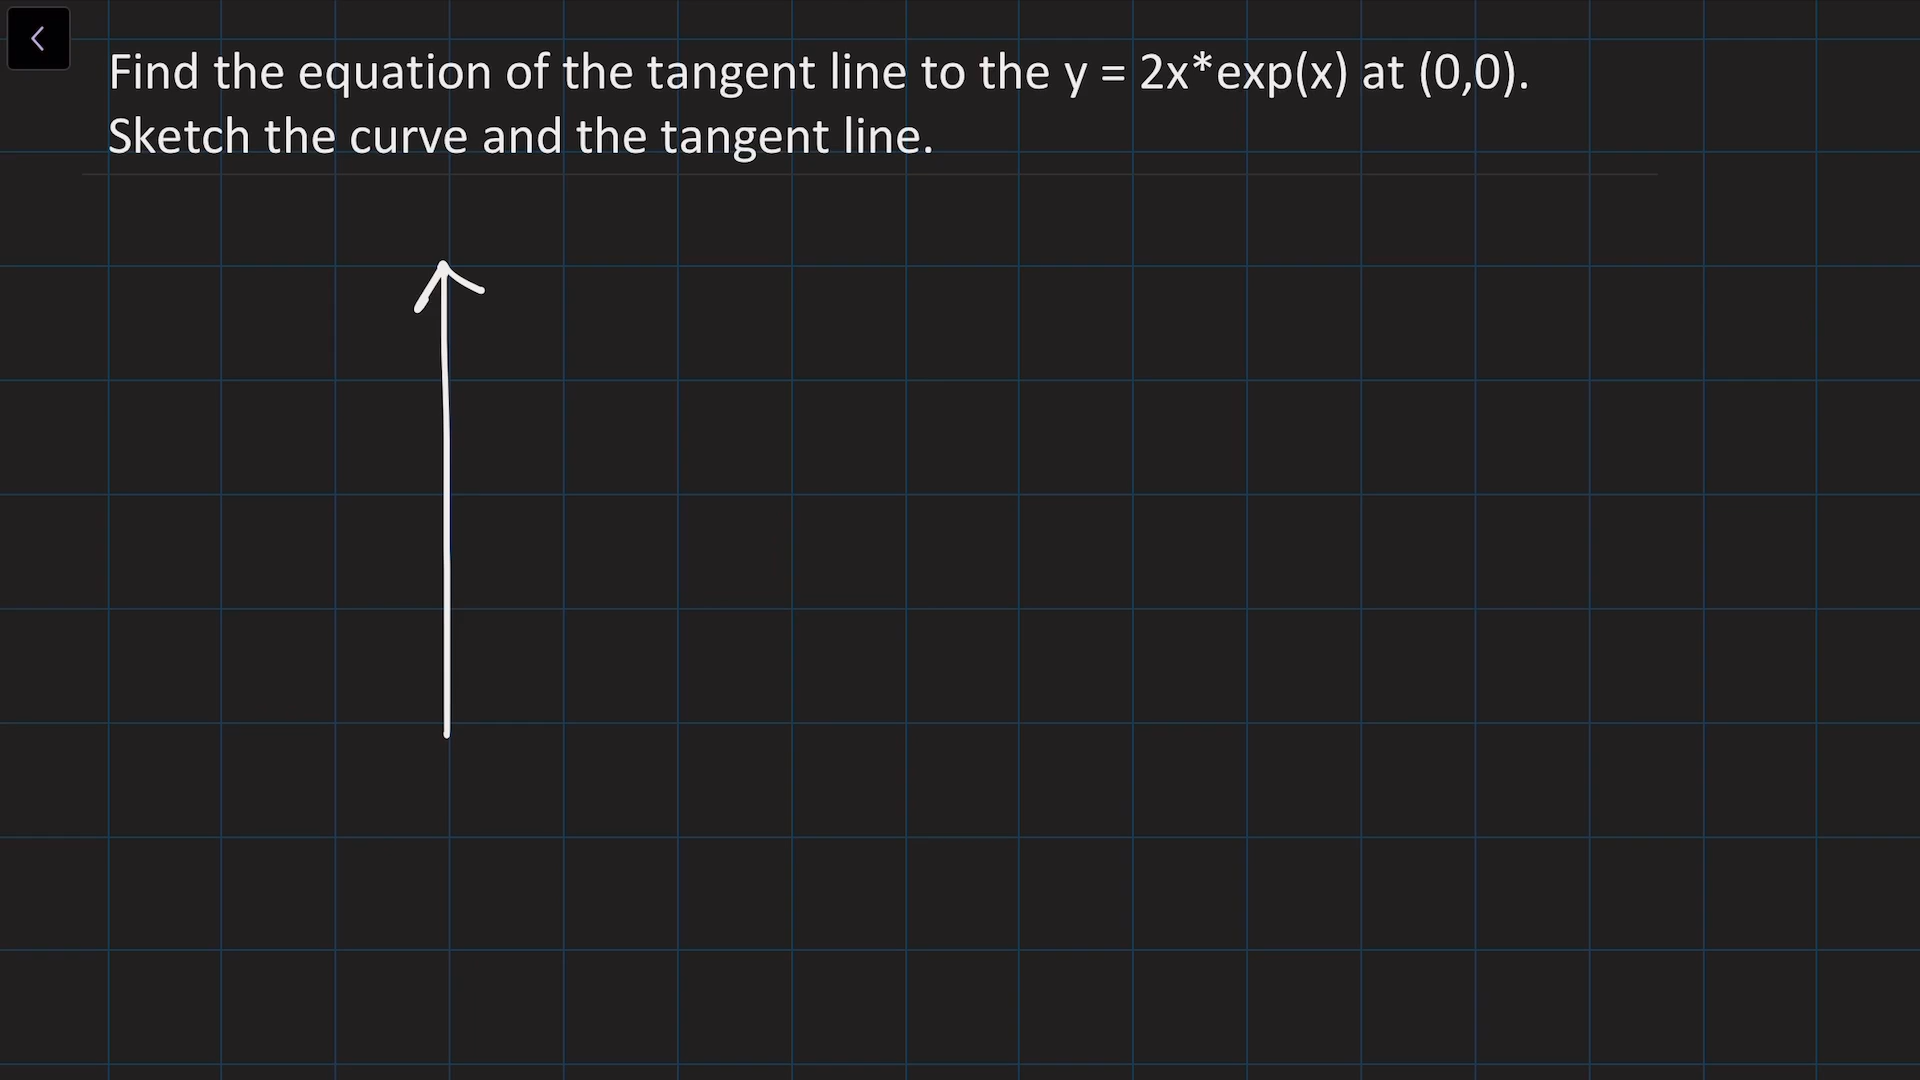 Find the equation of the tangent line to the y = 2x*exp(x) at (0,0).
Sketch the curve and the tangent line.